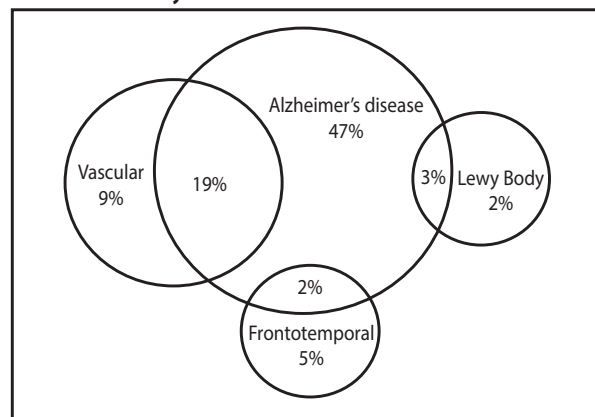 Alzheimer's disease
47%
Vascular
9%
19%
3%
Lewy Body
2%
2%
Frontotemporal
5%